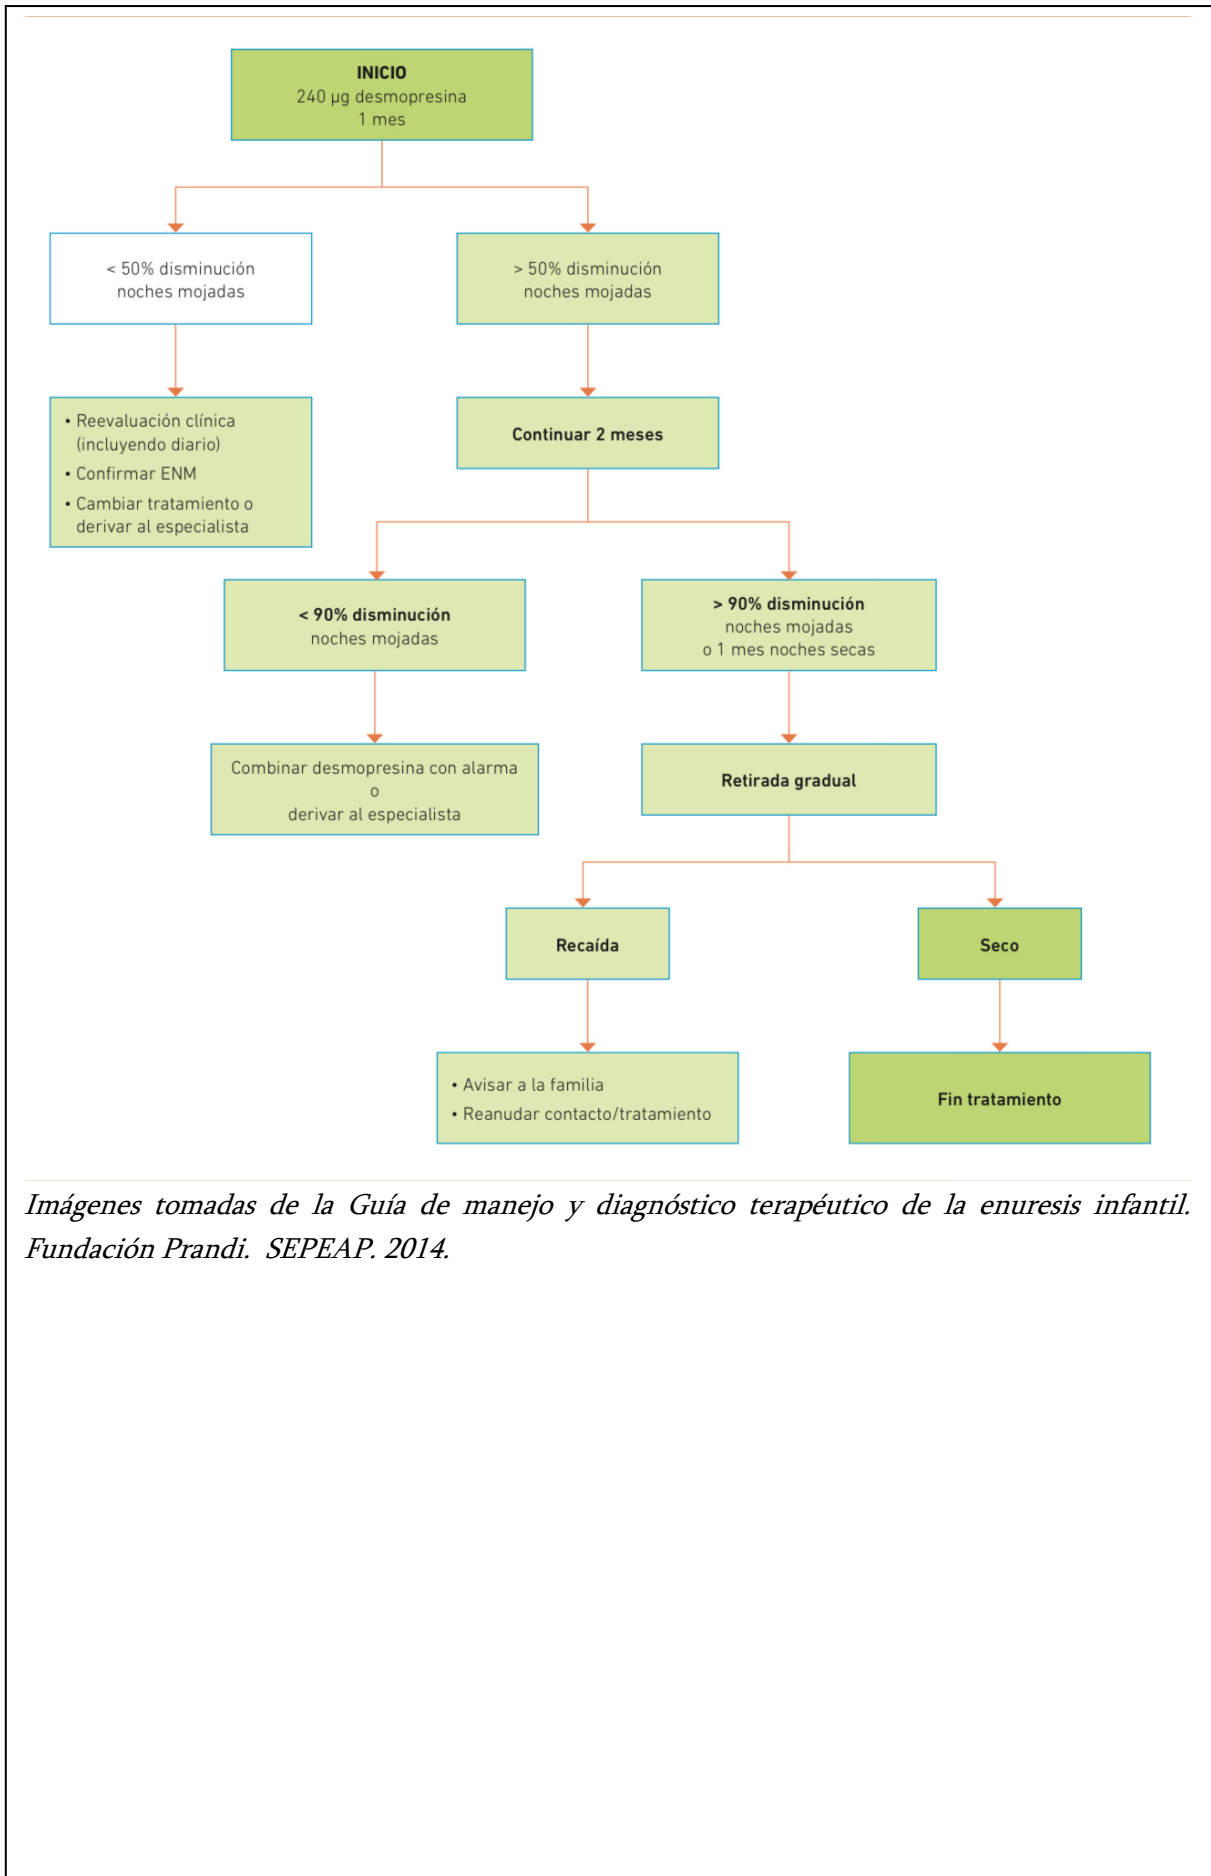 INICIO
240 µg desmopresina
1 mes
< 50% disminución
noches mojadas
> 50% disminución
noches mojadas
• Reevaluación clínica
(incluyendo diario)
• Confirmar ENM
• Cambiar tratamiento o
derivar al especialista
Continuar 2 meses
< 90% disminución
noches mojadas
> 90% disminución
noches mojadas
o 1 mes noches secas
Combinar desmopresina con alarma
o
derivar al especialista
Retirada gradual
Recaída
Seco
• Avisar a la familia
• Reanudar contacto/tratamiento
Fin tratamiento
Imágenes tomadas de la Guía de manejo y diagnóstico terapéutico de la enuresis infantil.
Fundación Prandi. SEPEAP. 2014.